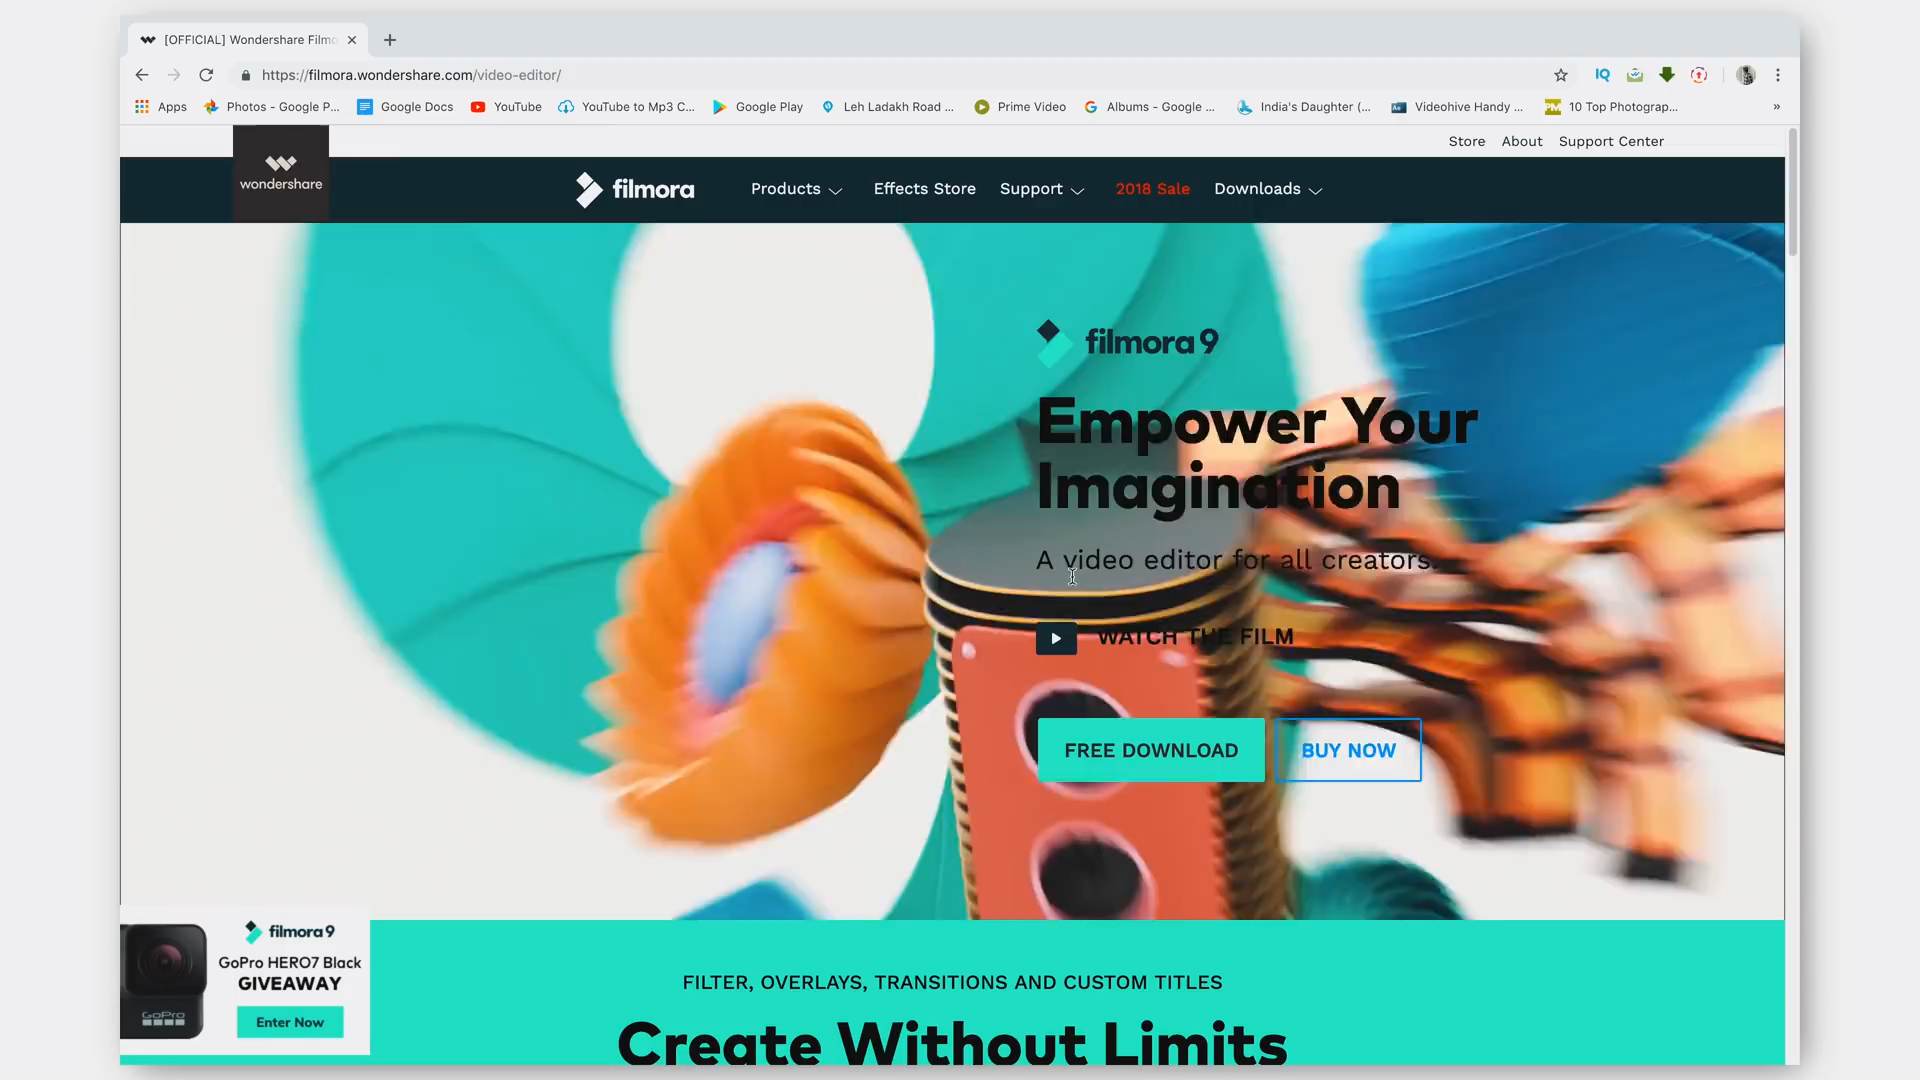 [OFFICIAL] Wondershare Filmo
https://filmora.wondershare.com/video-editor/
IQ
Apps
Photos - Google P...
Google Docs
YouTube
YouTube to Mp3 C...
Google Play
Leh Ladakh Road ...
Prime Video
Albums - Google ...
India's Daughter (...
Videohive Handy ...
10 Top Photograp...
»
Store
About
Support Center
wondershare
filmora
Products
Effects Store
Support
2018 Sale
Downloads
filmora 9
Empower Your
Imagination
A video editor for all creators.
WATCH THE FILM
FREE DOWNLOAD
BUY NOW
filmora 9
GoPro HERO7 Black
GIVEAWAY
Enter Now
GoPro
FILTER, OVERLAYS, TRANSITIONS AND CUSTOM TITLES
Create Without Limits